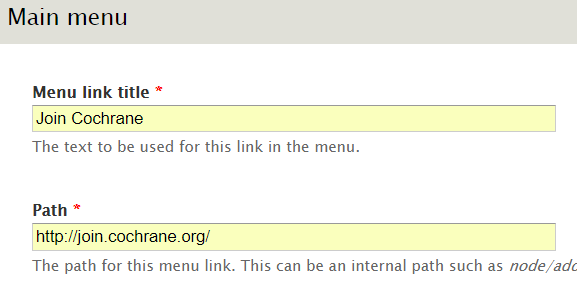 Main menu
Menu link title *
Join Cochrane
The text to be used for this link in the menu.
Path *
http://join.cochrane.org/
The path for this menu link. This can be an internal path such as node/add